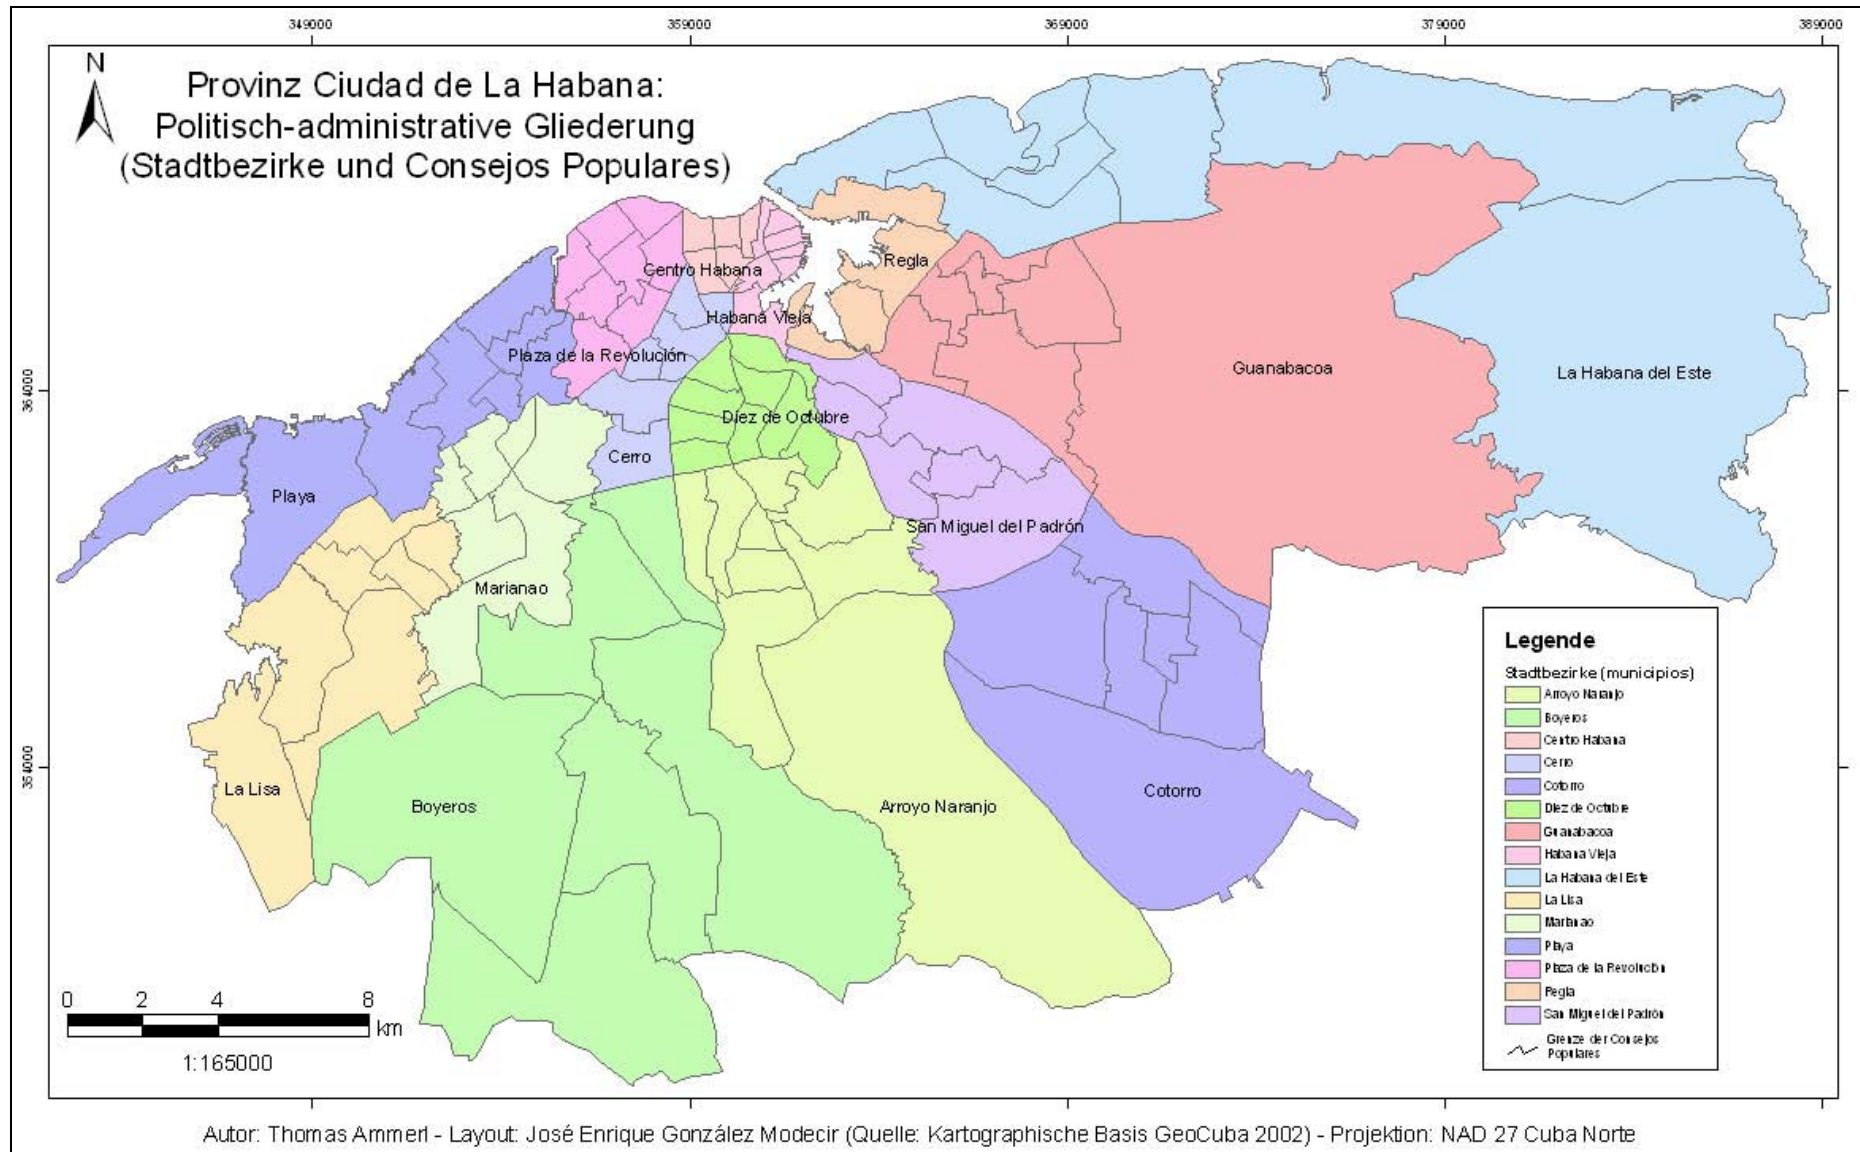 349000 359000 369000 379000 389000
N
Provinz Ciudad de La Habana:
Politisch-administrative Gliederung
(Stadtbezirke und Consejos Populares)
Regla
Centro Habana
Habana Vieja
Plaza de la Revolución
Guanabacoa
La Habana del Este
364000
Díez de Octubre
Cerro
Playa
San Miguel del Padrón
Marianao
354000
La Lisa
Boyeros
Arroyo Naranjo
Cotorro
Legende
Stadtbezirke (municipios)
Arroyo Naranjo
Boyeros
Centro Habana
Cerro
Cotorro
Díez de Octubre
Guanabacoa
Habana Vieja
La Habana del Este
La Lisa
Marianao
Playa
Plaza de la Revolución
Regla
San Miguel del Padrón
Grenze der Consejos
Populares
0 2 4 8
km
1:165000
Autor: Thomas Ammerl - Layout: José Enrique González Modecir (Quelle: Kartographische Basis GeoCuba 2002) - Projektion: NAD 27 Cuba Norte